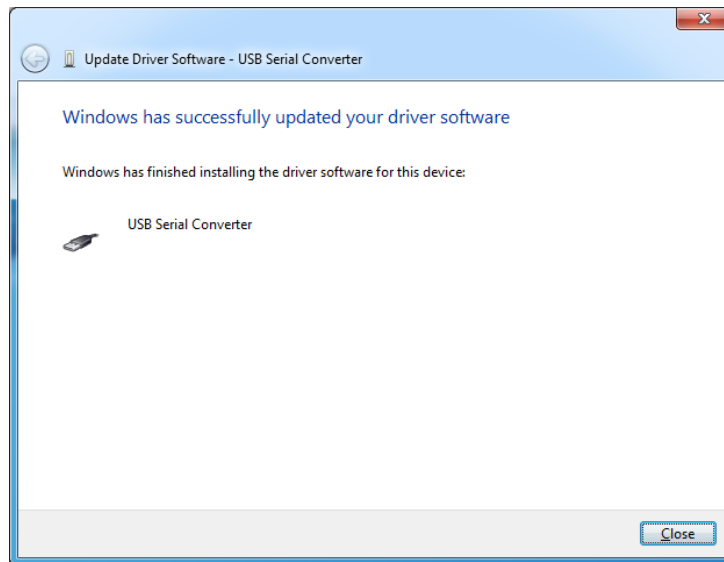 Update Driver Software - USB Serial Converter
Windows has successfully updated your driver software
Windows has finished installing the driver software for this device:
USB Serial Converter
Close